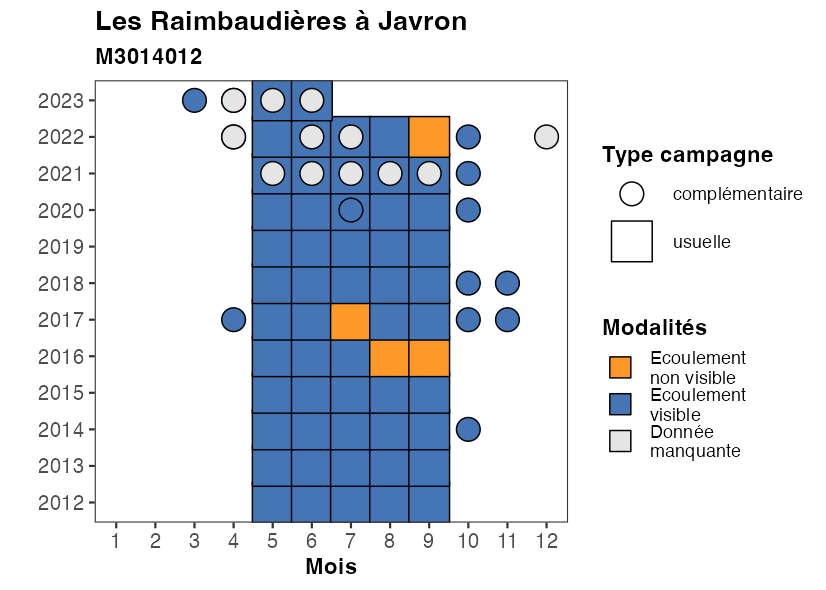 Les Raimbaudières à Javron
M3014012
2023
2022
2021
2020
2019
2018
2017
2016
2015
2014
2013
2012
1 2 3 4 5 6 7 8 9 10 11 12
Mois
Type campagne
complémentaire
usuelle
Modalités
Ecoulement
non visible
Ecoulement
visible
Donnée
manquante